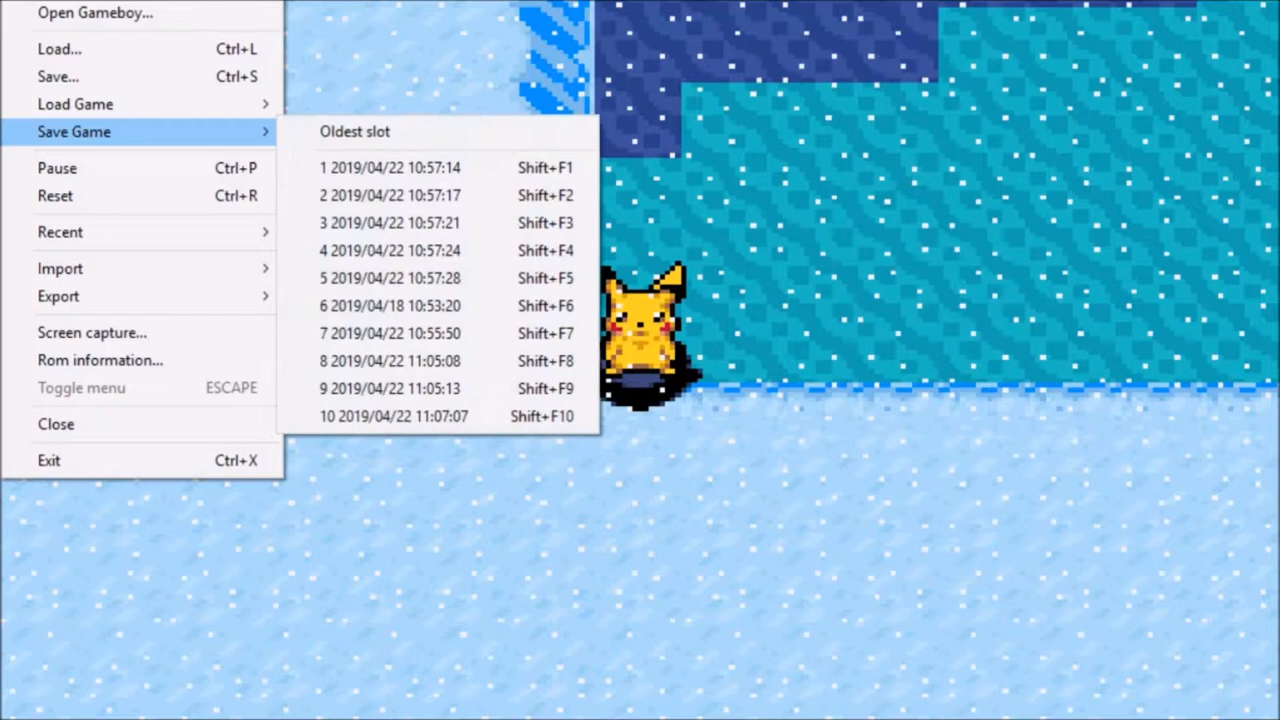 Open Gameboy...
Load... Ctrl+L
Save... Ctrl+S
Load Game
Save Game
Pause Ctrl+P
Reset Ctrl+R
Recent
Import
Export
Screen capture...
Rom information...
Toggle menu ESCAPE
Close
Exit Ctrl+X
Oldest slot
1 2019/04/22 10:57:14 Shift+F1
2 2019/04/22 10:57:17 Shift+F2
3 2019/04/22 10:57:21 Shift+F3
4 2019/04/22 10:57:24 Shift+F4
5 2019/04/22 10:57:28 Shift+F5
6 2019/04/18 10:53:20 Shift+F6
7 2019/04/22 10:55:50 Shift+F7
8 2019/04/22 11:05:08 Shift+F8
9 2019/04/22 11:05:13 Shift+F9
10 2019/04/22 11:07:07 Shift+F10